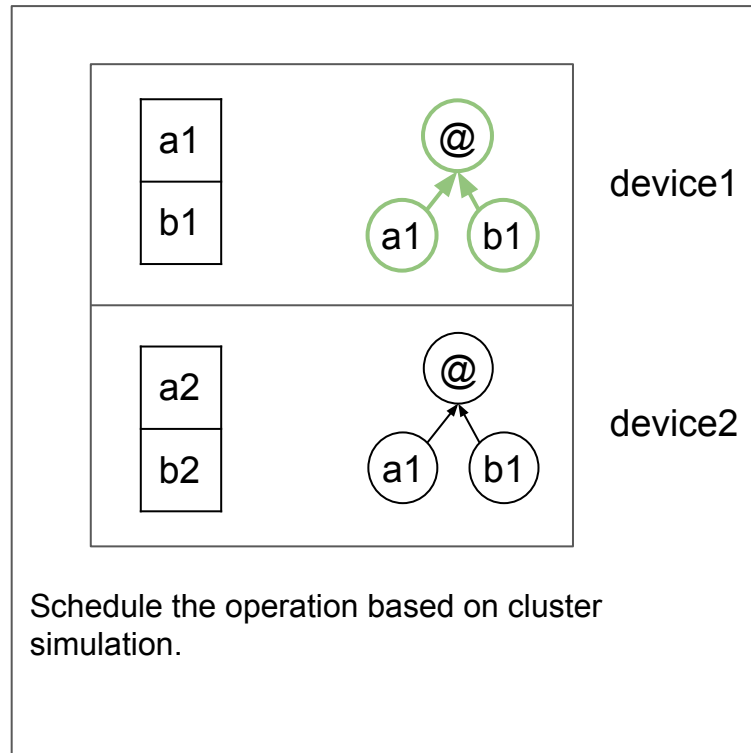 a1
b1
@
a1
b1
device1
a2
b2
@
a1
b1
device2
Schedule the operation based on cluster
simulation.